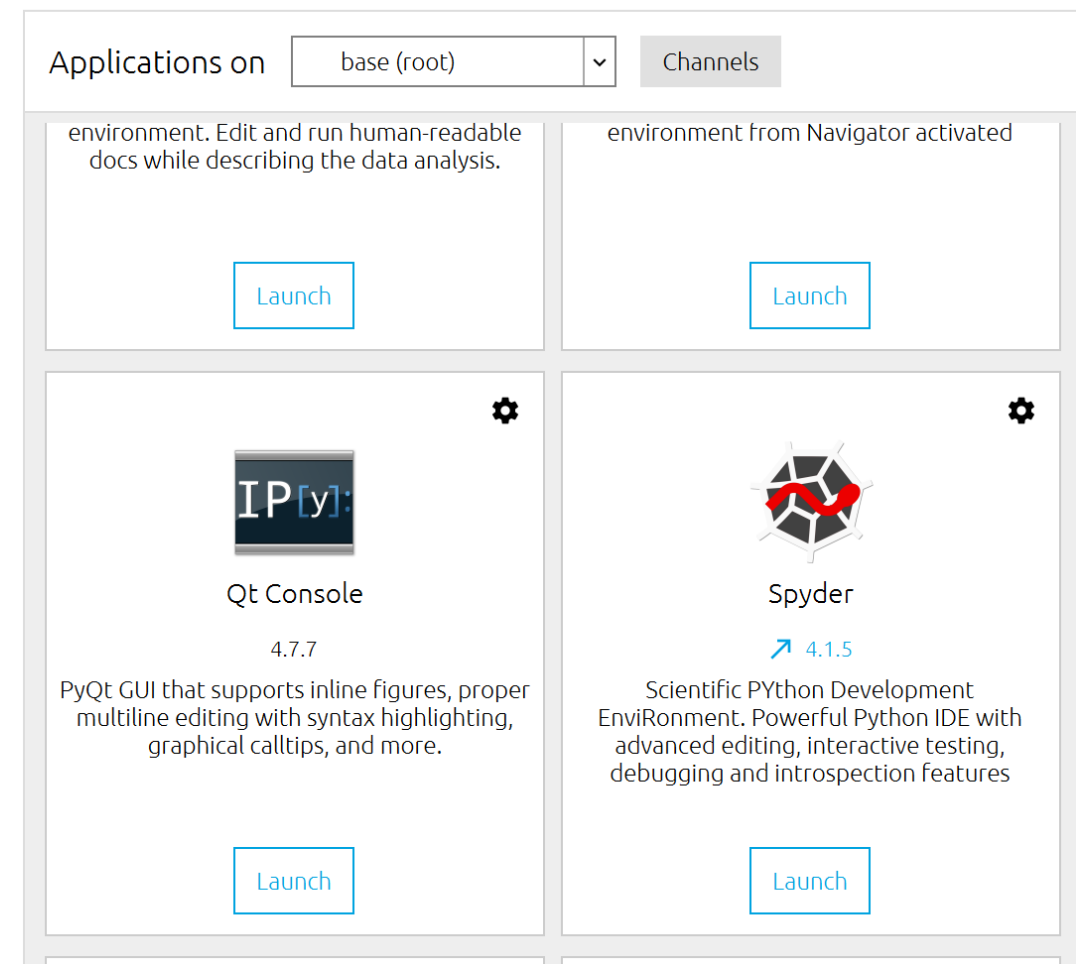 Applications on
base (root)
Channels
environment. Edit and run human-readable
docs while describing the data analysis.
Launch
environment from Navigator activated
Launch
IP[y]:
Qt Console
4.7.7
PyQt GUI that supports inline figures, proper
multiline editing with syntax highlighting,
graphical calltips, and more.
Launch
Spyder
4.1.5
Scientific PYthon Development
EnviRonment. Powerful Python IDE with
advanced editing, interactive testing,
debugging and introspection features
Launch